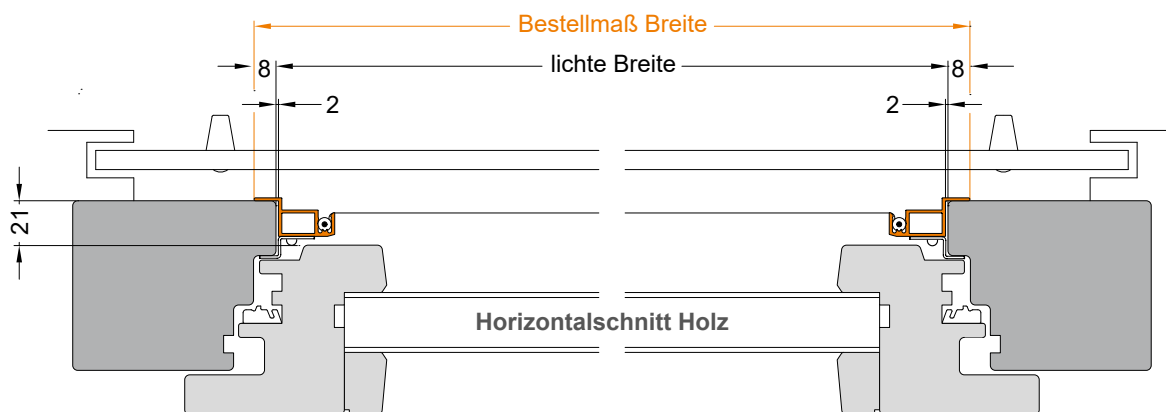 Bestellmaß Breite
8 lichte Breite 8
2 2
21
Horizontalschnitt Holz